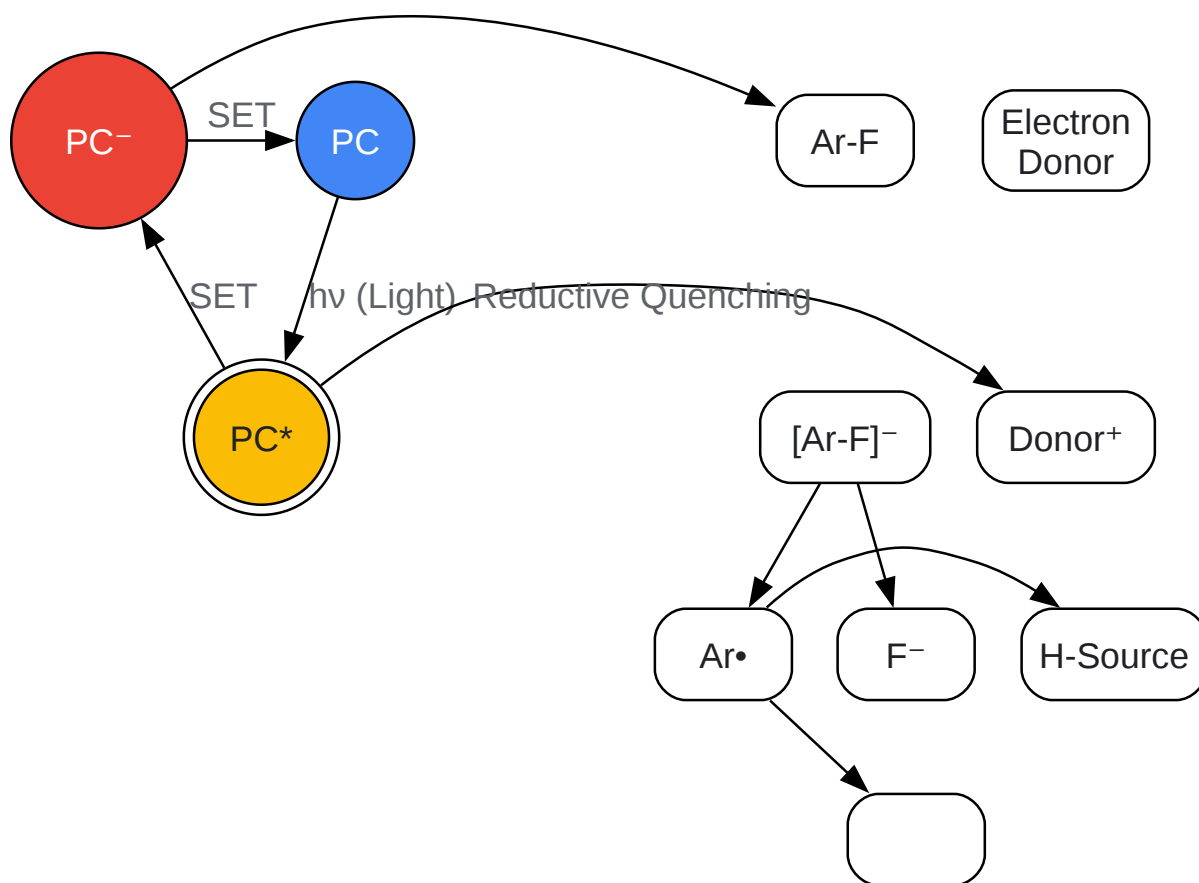 PC⁻
SET
PC
Ar-F
Electron
Donor
SET
hν (Light)
Reductive Quenching
PC*
[Ar-F]⁻
Donor⁺
Ar•
F⁻
H-Source